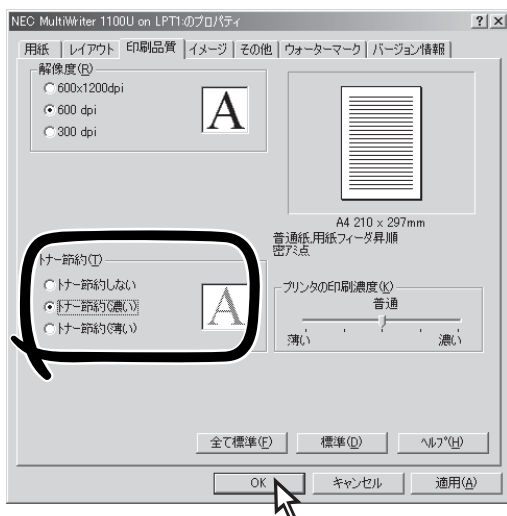 NEC MultiWriter 1100U on LPT1:のプロパティ
用紙 レイアウト 印刷品質 イメージ その他 ウォーターマーク バージョン情報
解像度(R)
600x1200dpi
600 dpi
300 dpi
A
A4 210 x 297mm
普通紙,用紙フィーダ昇順
密,六点
トナー節約(T)
トナー節約しない
トナー節約(濃い)
トナー節約(薄い)
A
プリンタの印刷濃度(K)
普通
薄い 濃い
全て標準(F) 標準(D) ヘルプ(H)
OK キャンセル 適用(A)